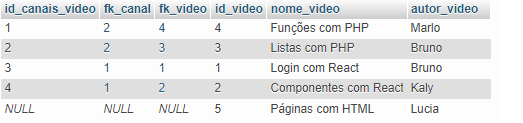 id_canais_video fk_canal fk_video id_video nome_video autor_video
1 2 4 4 Funções com PHP Marlo
2 2 3 3 Listas com PHP Bruno
3 1 1 1 Login com React Bruno
4 1 2 2 Componentes com React Kaly
NULL NULL NULL 5 Páginas com HTML Lucia